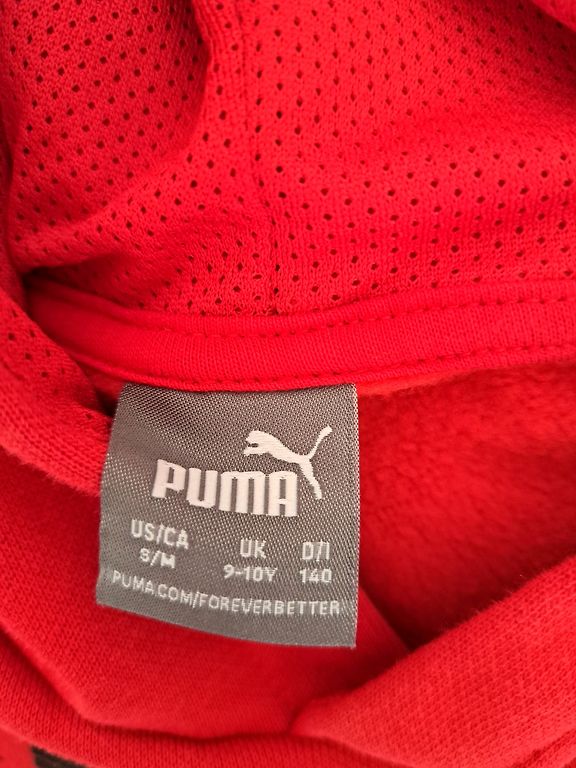 PUMA
US/CA UK D/I
S/M 9-10Y 140
PUMA.COM/FOREVERBETTER